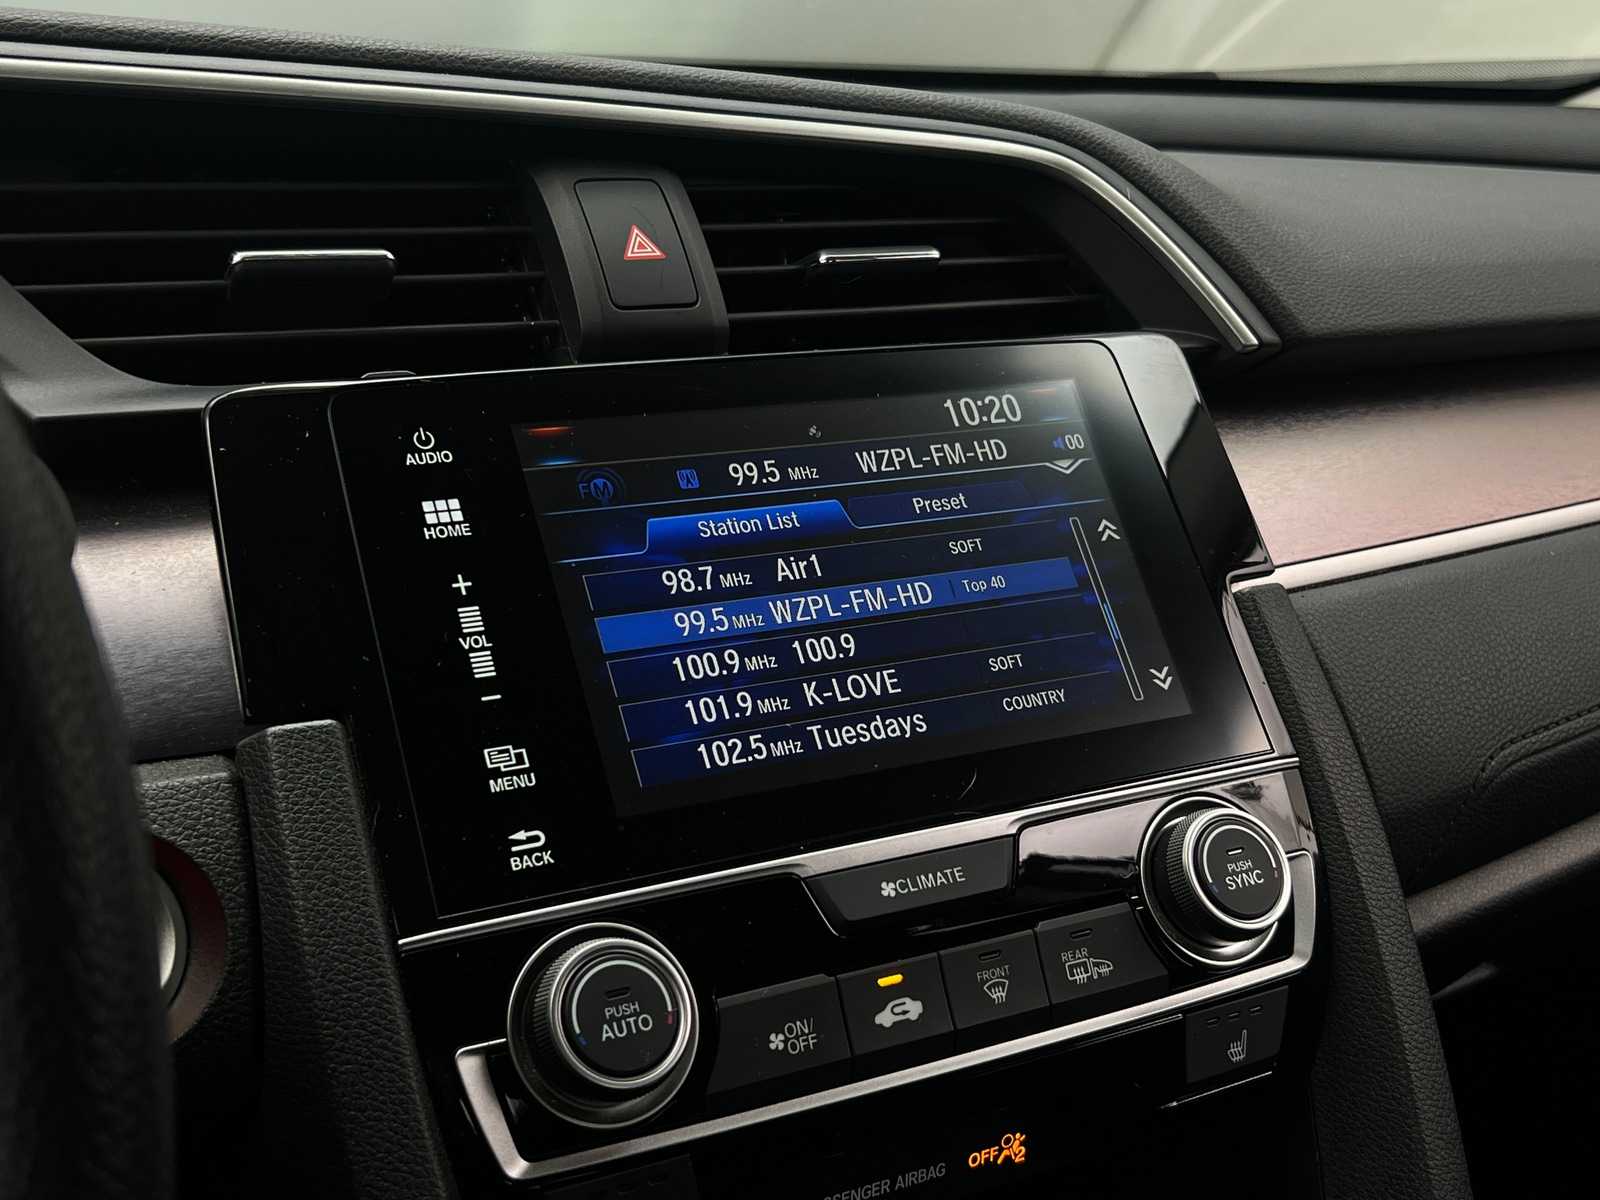 AUDIO
HOME
+
VOL
−
MENU
BACK
10:20
FM 99.5 MHz WZPL-FM-HD 00
Station List Preset
98.7 MHz Air1 SOFT
99.5 MHz WZPL-FM-HD Top 40
100.9 MHz 100.9
101.9 MHz K-LOVE SOFT
102.5 MHz Tuesdays COUNTRY
CLIMATE
PUSH
SYNC
PUSH
AUTO
ON/
OFF
FRONT
REAR
AIRBAG
OFF 2